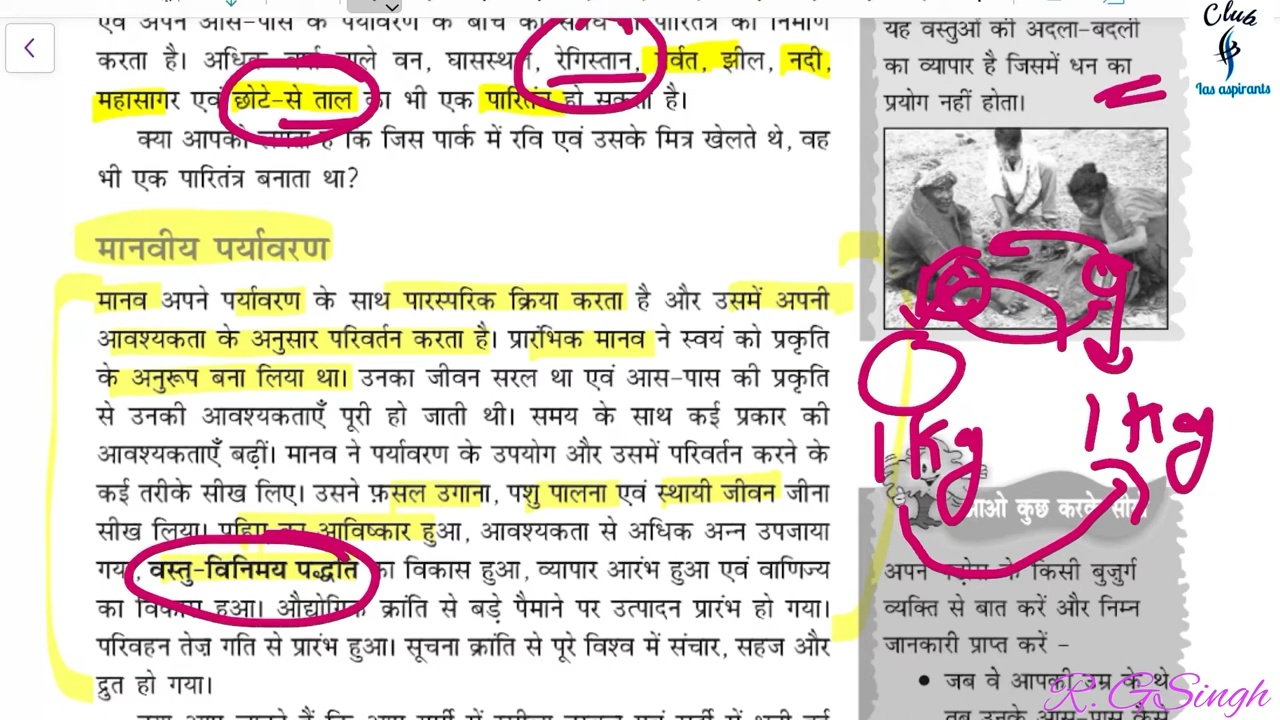 एवं अपने आस-पास के पर्यावरण के बीच का संबंध ही पारितंत्र का निर्माण
करता है। अधिक वर्षा वाले वन, घासस्थल, रेगिस्तान, पर्वत, झील, नदी,
महासागर एवं छोटे-से ताल का भी एक पारितंत्र हो सकता है।
क्या आपको लगता है कि जिस पार्क में रवि एवं उसके मित्र खेलते थे, वह
भी एक पारितंत्र बनाता था?
मानवीय पर्यावरण
मानव अपने पर्यावरण के साथ पारस्परिक क्रिया करता है और उसमें अपनी
आवश्यकता के अनुसार परिवर्तन करता है। प्रारंभिक मानव ने स्वयं को प्रकृति
के अनुरूप बना लिया था। उनका जीवन सरल था एवं आस-पास की प्रकृति
से उनकी आवश्यकताएँ पूरी हो जाती थी। समय के साथ कई प्रकार की
आवश्यकताएँ बढ़ीं। मानव ने पर्यावरण के उपयोग और उसमें परिवर्तन करने के
कई तरीके सीख लिए। उसने फ़सल उगाना, पशु पालना एवं स्थायी जीवन जीना
सीख लिया। पहिए का आविष्कार हुआ, आवश्यकता से अधिक अन्न उपजाया
गया, वस्तु-विनिमय पद्धति का विकास हुआ, व्यापार आरंभ हुआ एवं वाणिज्य
का विकास हुआ। औद्योगिक क्रांति से बड़े पैमाने पर उत्पादन प्रारंभ हो गया।
परिवहन तेज़ गति से प्रारंभ हुआ। सूचना क्रांति से पूरे विश्व में संचार, सहज और
द्रुत हो गया।
यह वस्तुओं की अदला-बदली
का व्यापार है जिसमें धन का
प्रयोग नहीं होता।
1kg 1kg
आओ कुछ करके सीखें
अपने पड़ोस के किसी बुजुर्ग
व्यक्ति से बात करें और निम्न
जानकारी प्राप्त करें –
● जब वे आपकी उम्र के थे
तब उनके आस-पास कैसे
Club
Ias aspirants
R. G Singh